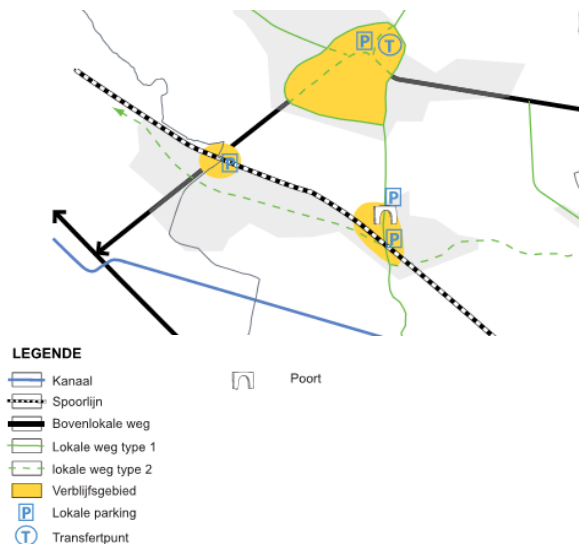 P
T
P
P
P
LEGENDE
Kanaal
Poort
Spoorlijn
Bovenlokale weg
Lokale weg type 1
lokale weg type 2
Verblijfsgebied
P Lokale parking
T Transfertpunt